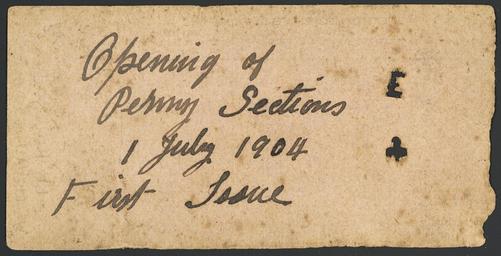 Opening of
Penny Sections
1 July 1904
First Issue
E